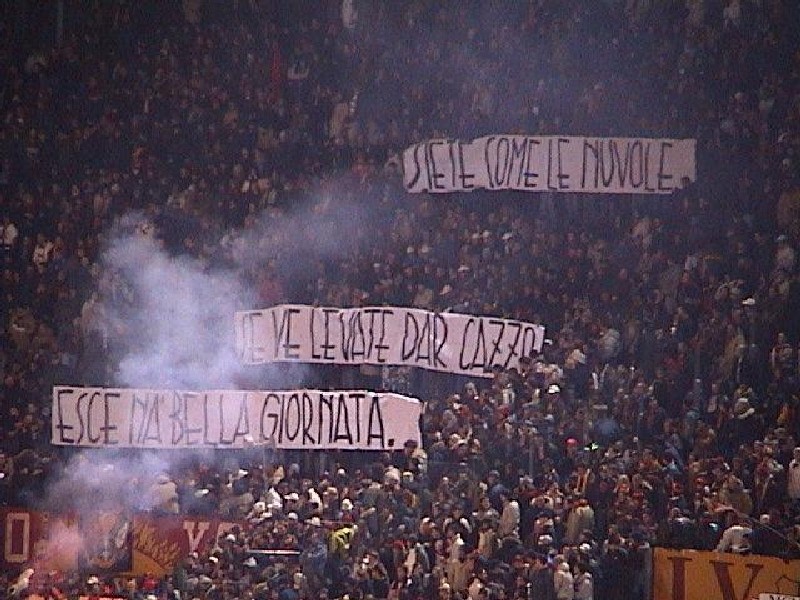 SIETE COME LE NUVOLE.
SE VE LEVATE DAR CAZZO
ESCE NA' BELLA GIORNATA.